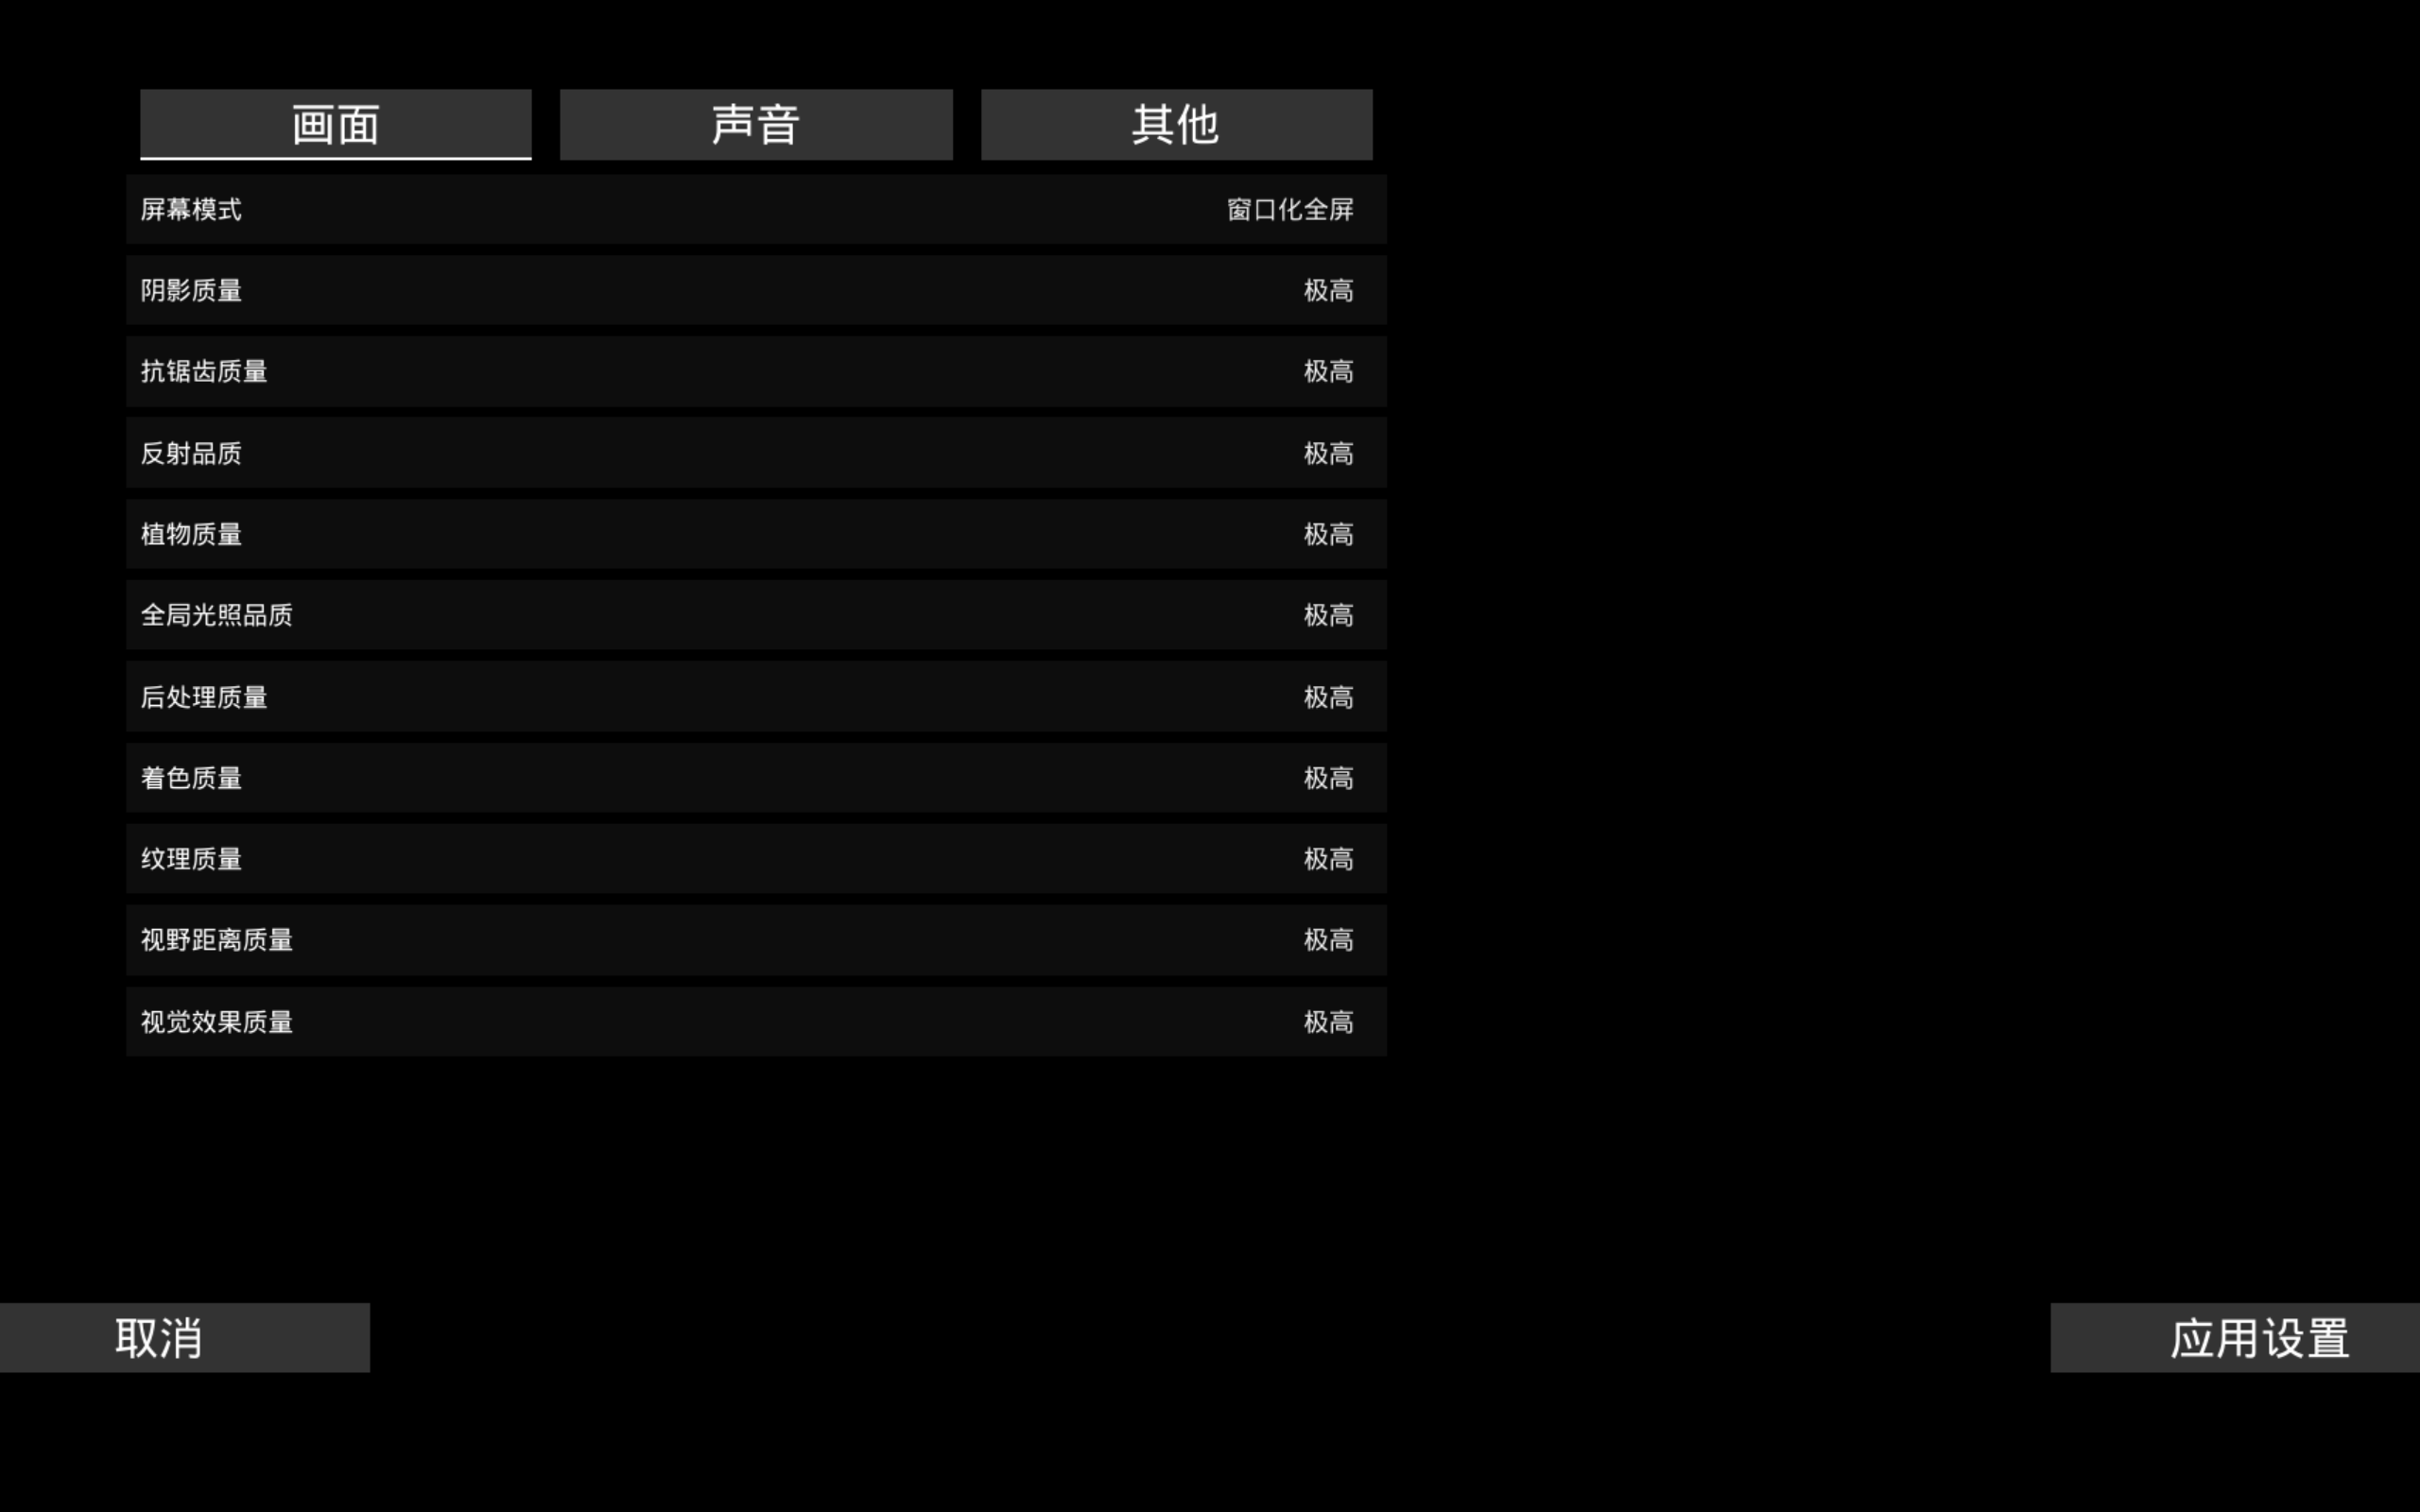 画面 声音 其他
屏幕模式 窗口化全屏
阴影质量 极高
抗锯齿质量 极高
反射品质 极高
植物质量 极高
全局光照品质 极高
后处理质量 极高
着色质量 极高
纹理质量 极高
视野距离质量 极高
视觉效果质量 极高
取消 应用设置